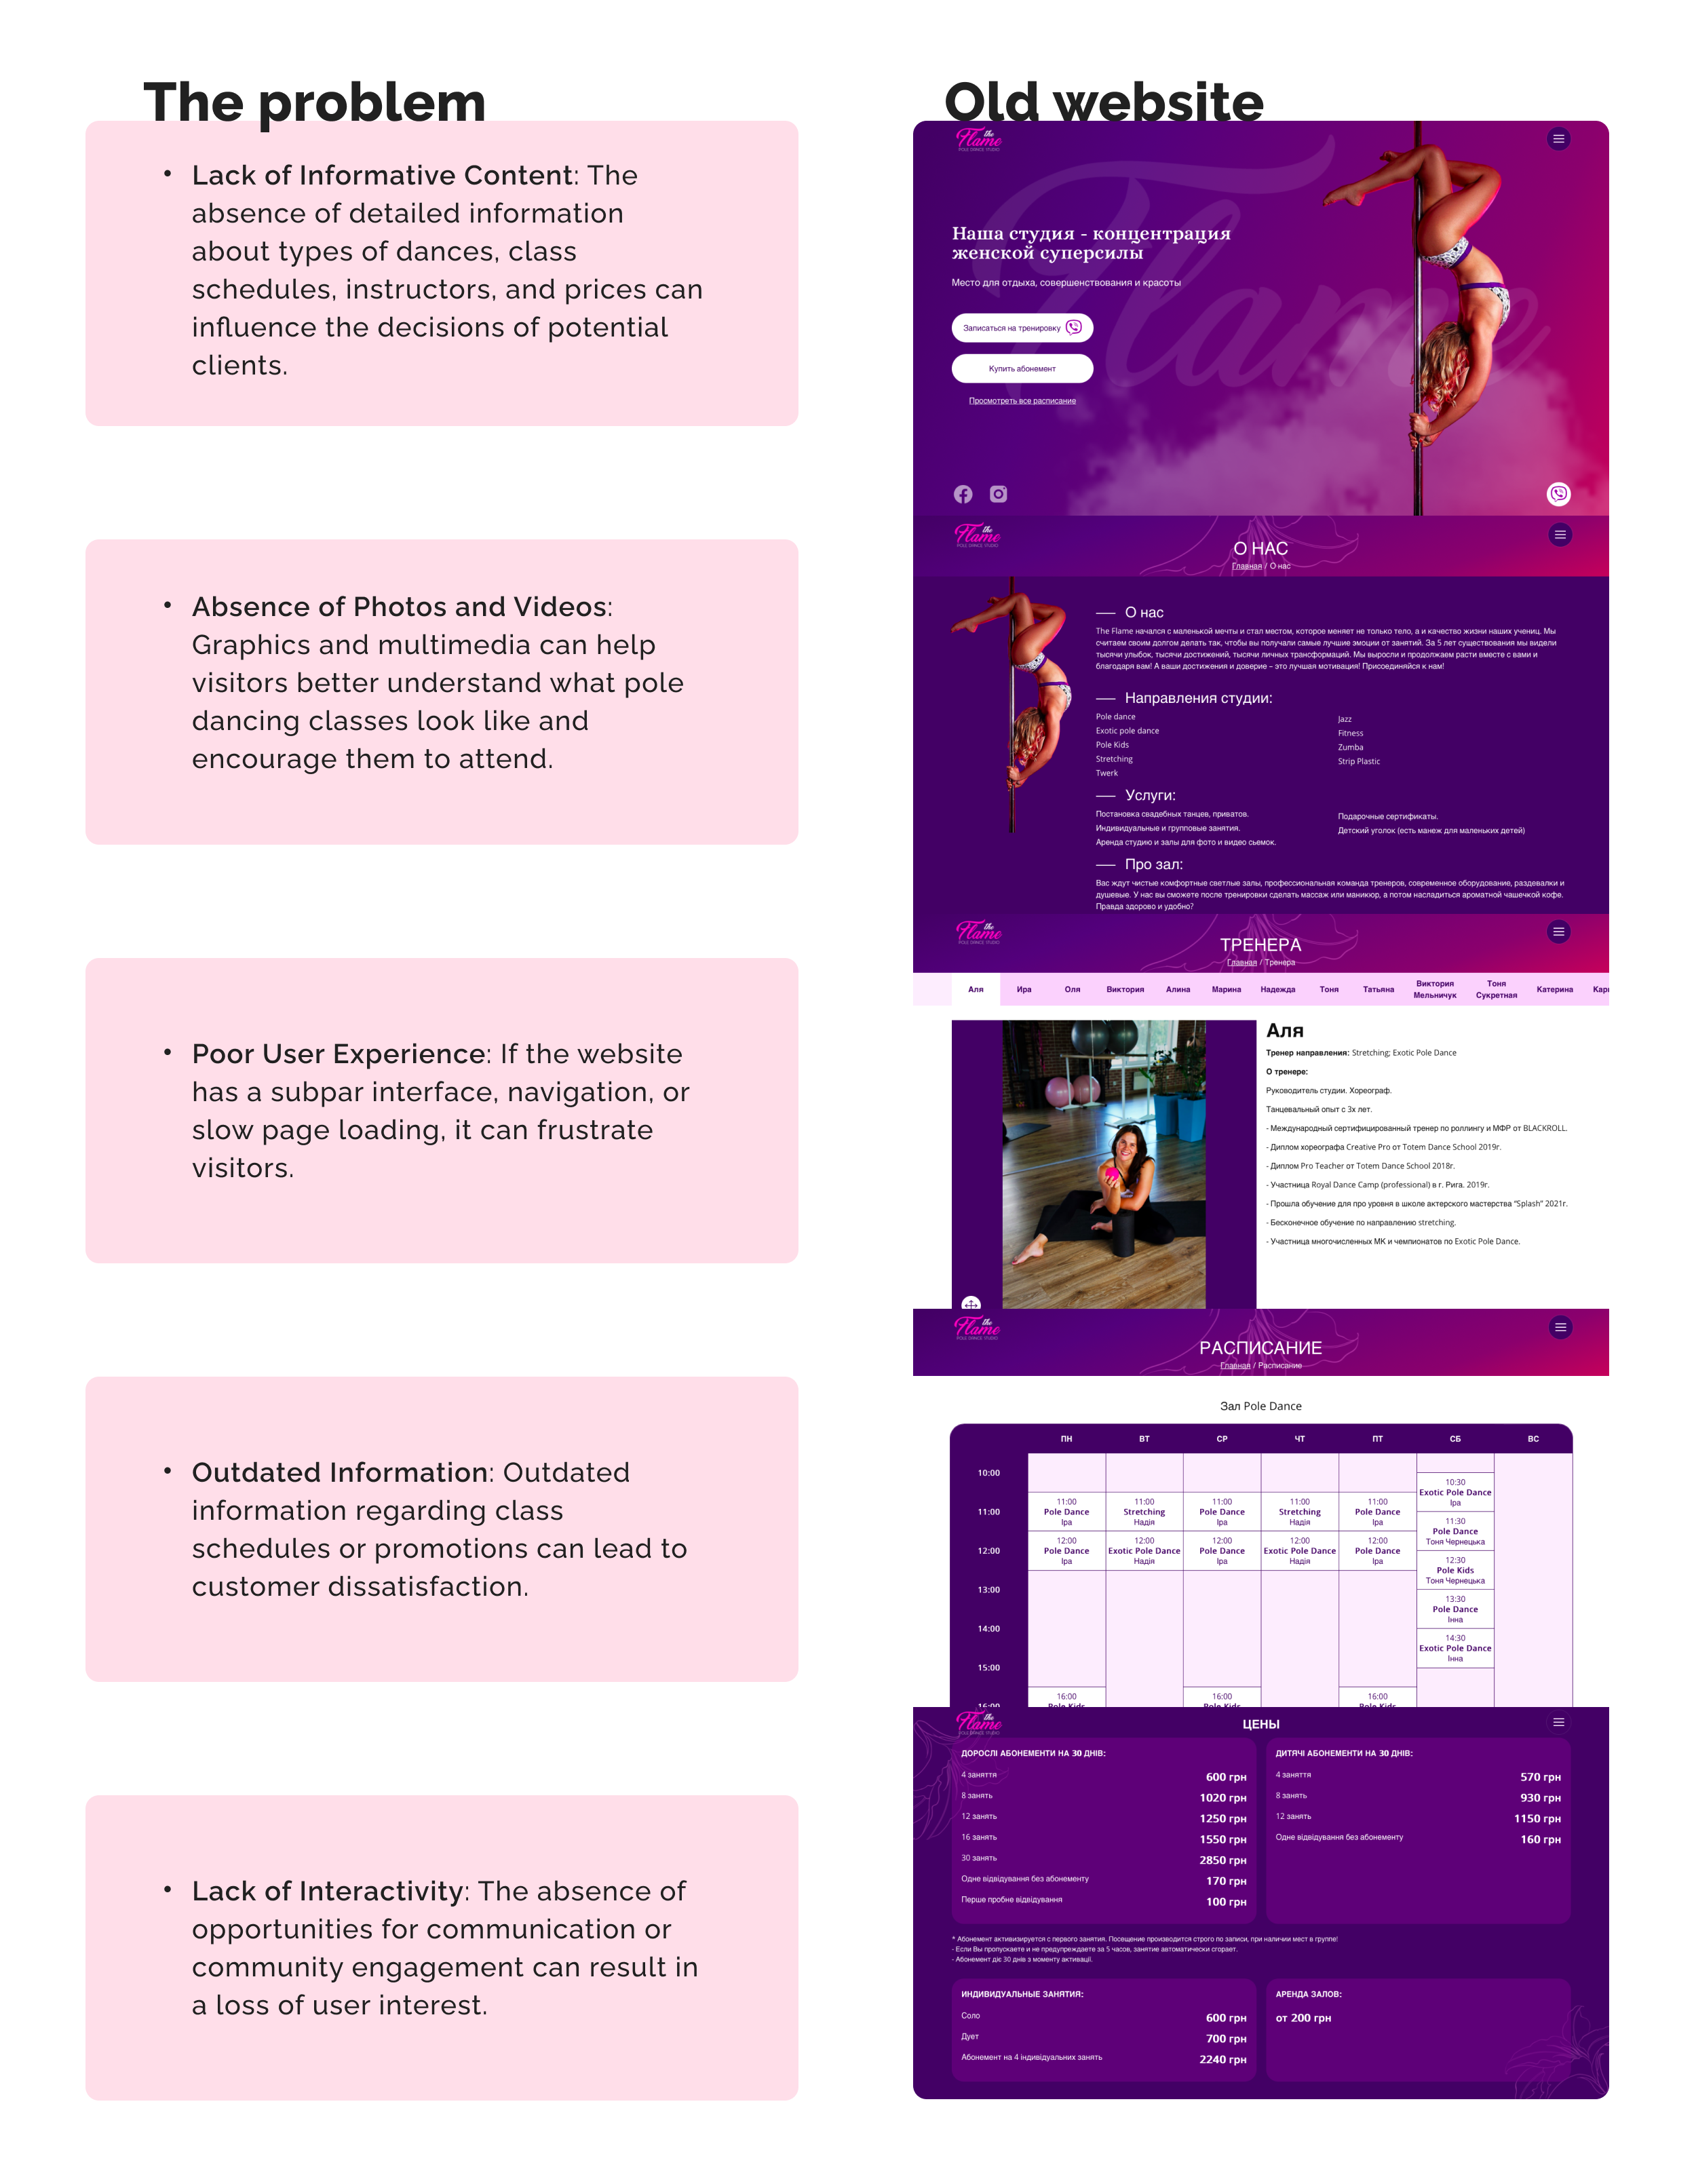 The problem
• Lack of Informative Content: The
absence of detailed information
about types of dances, class
schedules, instructors, and prices can
influence the decisions of potential
clients.
• Absence of Photos and Videos:
Graphics and multimedia can help
visitors better understand what pole
dancing classes look like and
encourage them to attend.
• Poor User Experience: If the website
has a subpar interface, navigation, or
slow page loading, it can frustrate
visitors.
• Outdated Information: Outdated
information regarding class
schedules or promotions can lead to
customer dissatisfaction.
• Lack of Interactivity: The absence of
opportunities for communication or
community engagement can result in
a loss of user interest.
Old website
the
Flame
POLE DANCE STUDIO
Flame
Наша студия - концентрация
женской суперсилы
Место для отдыха, совершенствования и красоты
Записаться на тренировку
Купить абонемент
Просмотреть все расписание
the
Flame
POLE DANCE STUDIO
О НАС
Главная / О нас
О нас
The Flame начался с маленькой мечты и стал местом, которое меняет не только тело, а и качество жизни наших учениц. Мы
считаем своим долгом делать так, чтобы вы получали самые лучшие эмоции от занятий. За 5 лет существования мы видели
тысячи улыбок, тысячи достижений, тысячи личных трансформаций. Мы выросли и продолжаем расти вместе с вами и
благодаря вам! А ваши достижения и доверие – это лучшая мотивация! Присоединяйся к нам!
Направления студии:
Pole dance
Exotic pole dance
Pole Kids
Stretching
Twerk
Jazz
Fitness
Zumba
Strip Plastic
Услуги:
Постановка свадебных танцев, приватов.
Индивидуальные и групповые занятия.
Аренда студию и залы для фото и видео сьемок.
Подарочные сертификаты.
Детский уголок (есть манеж для маленьких детей)
Про зал:
Вас ждут чистые комфортные светлые залы, профессиональная команда тренеров, современное оборудование, раздевалки и
душевые. У нас вы сможете после тренировки сделать массаж или маникюр, а потом насладиться ароматной чашечкой кофе.
Правда здорово и удобно?
the
Flame
POLE DANCE STUDIO
ТРЕНЕРА
Главная / Тренера
Аля Ира Оля Виктория Алина Марина Надежда Тоня Татьяна Виктория Мельничук Тоня Сукретная Катерина Кар
Аля
Тренер направления: Stretching; Exotic Pole Dance
О тренере:
Руководитель студии. Хореограф.
Танцевальный опыт с 3х лет.
- Международный сертифицированный тренер по роллингу и МФР от BLACKROLL.
- Диплом хореографа Creative Pro от Totem Dance School 2019г.
- Диплом Pro Teacher от Totem Dance School 2018г.
- Участница Royal Dance Camp (professional) в г. Рига. 2019г.
- Прошла обучение для про уровня в школе актерского мастерства “Splash” 2021г.
- Бесконечное обучение по направлению stretching.
- Участница многочисленных МК и чемпионатов по Exotic Pole Dance.
the
Flame
POLE DANCE STUDIO
РАСПИСАНИЕ
Главная / Расписание
Зал Pole Dance
ПН ВТ СР ЧТ ПТ СБ ВС
10:00
10:30
Exotic Pole Dance
Іра
11:00
11:00 11:00 11:00 11:00 11:00
Pole Dance Stretching Pole Dance Stretching Pole Dance
Іра Надія Іра Надія Іра
11:30
Pole Dance
Тоня Чернецька
12:00
12:00 12:00 12:00 12:00 12:00
Pole Dance Exotic Pole Dance Pole Dance Exotic Pole Dance Pole Dance
Іра Надія Іра Надія Іра
12:30
Pole Kids
Тоня Чернецька
13:00
13:30
Pole Dance
Інна
14:00
14:30
Exotic Pole Dance
Інна
15:00
16:00 16:00 16:00
16:00 Pole Kids Pole Kids Pole Kids
the
Flame
POLE DANCE STUDIO
ЦЕНЫ
ДОРОСЛІ АБОНЕМЕНТИ НА 30 ДНІВ:
4 заняття 600 грн
8 занять 1020 грн
12 занять 1250 грн
16 занять 1550 грн
30 занять 2850 грн
Одне відвідування без абонементу 170 грн
Перше пробне відвідування 100 грн
ДИТЯЧІ АБОНЕМЕНТИ НА 30 ДНІВ:
4 заняття 570 грн
8 занять 930 грн
12 занять 1150 грн
Одне відвідування без абонементу 160 грн
* Абонемент активизируется с первого занятия. Посещение производится строго по записи, при наличии мест в группе!
- Если Вы пропускаете и не предупреждаете за 5 часов, занятие автоматически сгорает.
- Абонемент діє 30 днів з моменту активації.
ИНДИВИДУАЛЬНЫЕ ЗАНЯТИЯ:
Соло 600 грн
Дует 700 грн
Абонемент на 4 індивідуальних занять 2240 грн
АРЕНДА ЗАЛОВ:
от 200 грн